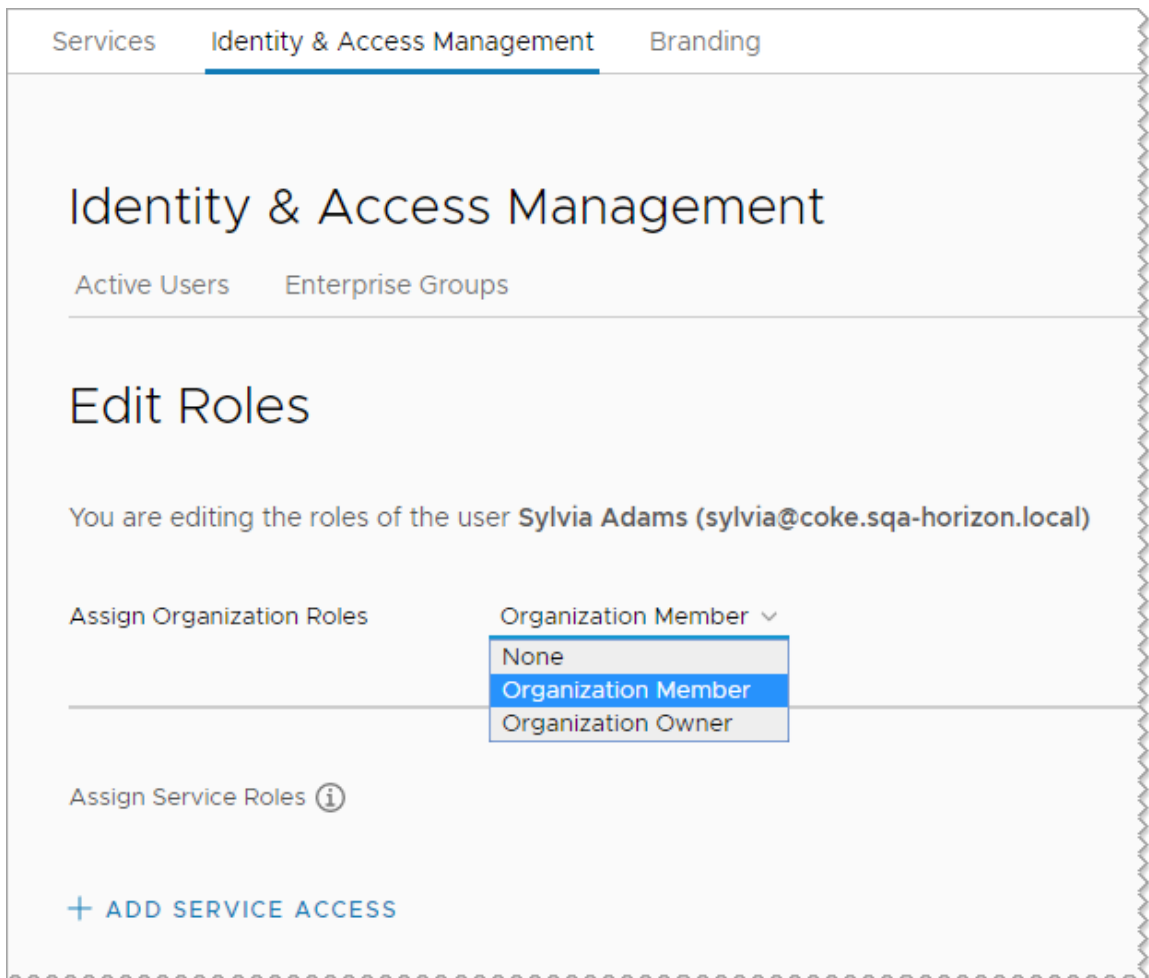 Services Identity & Access Management Branding
Identity & Access Management
Active Users Enterprise Groups
Edit Roles
You are editing the roles of the user Sylvia Adams (sylvia@coke.sqa-horizon.local)
Assign Organization Roles Organization Member
None
Organization Member
Organization Owner
Assign Service Roles
+ ADD SERVICE ACCESS